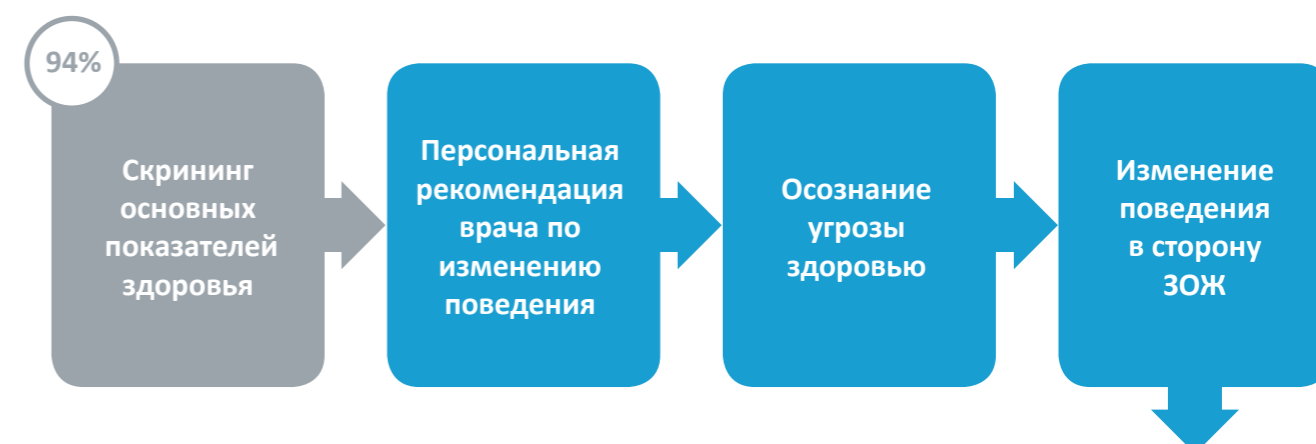 94%
Скрининг
основных
показателей
здоровья
Персональная
рекомендация
врача по
изменению
поведения
Осознание
угрозы
здоровью
Изменение
поведения
в сторону
ЗОЖ